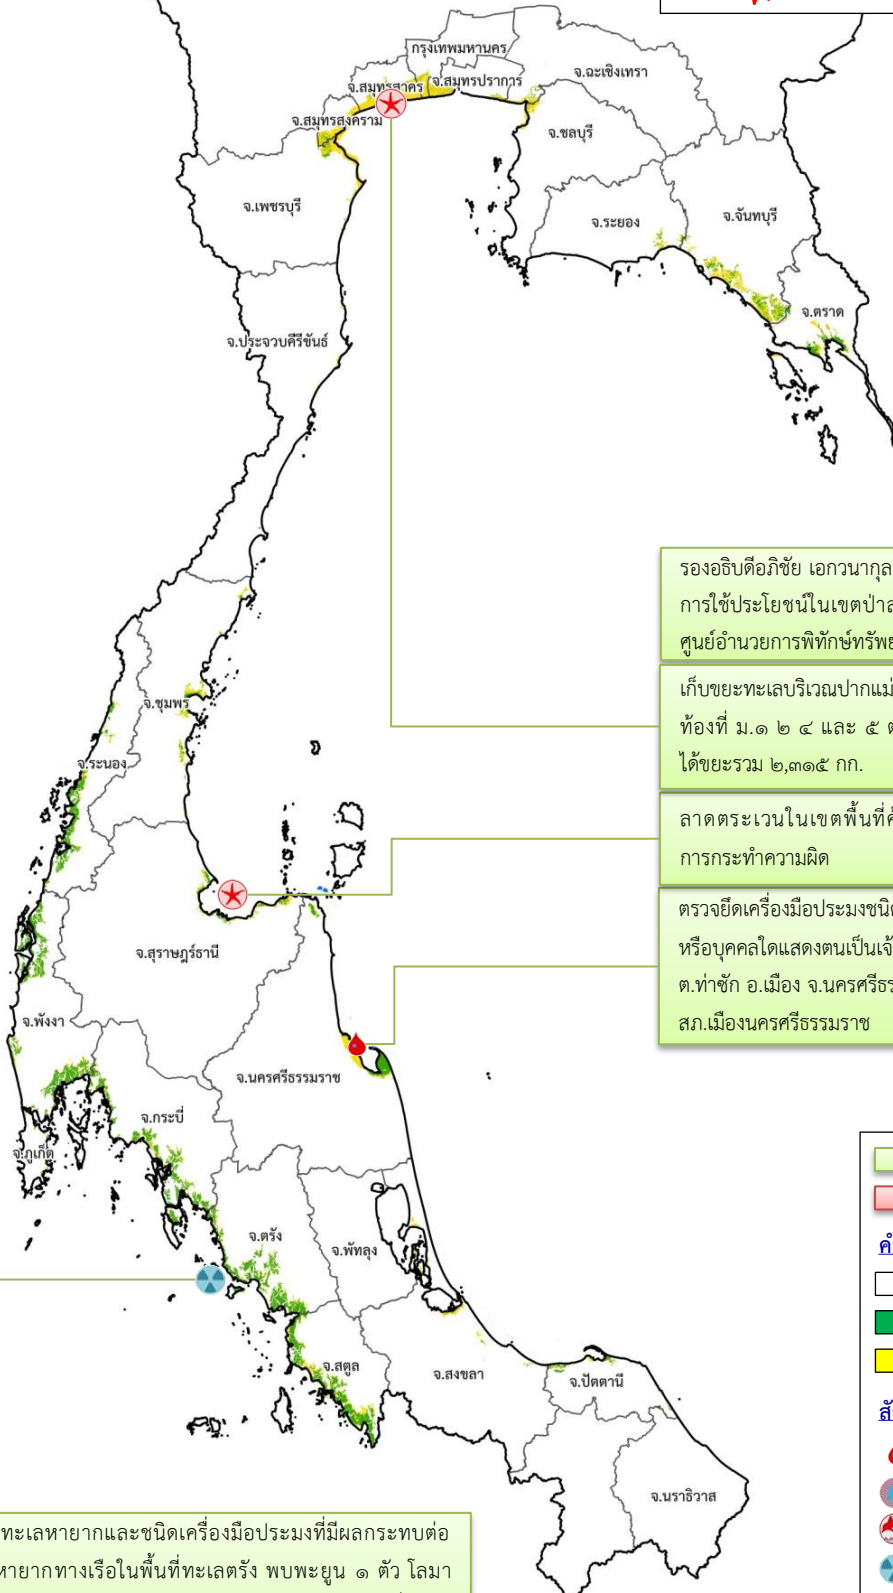 กรุงเทพมหานคร
จ.ฉะเชิงเทรา
จ.สมุทรสาคร
จ.สมุทรปราการ
จ.สมุทรสงคราม
จ.ชลบุรี
จ.เพชรบุรี
จ.ระยอง
จ.จันทบุรี
จ.ตราด
จ.ประจวบคีรีขันธ์
รองอธิบดีอภิชัย เอกวนากุล
การใช้ประโยชน์ในเขตป่า
ศูนย์อำนวยการพิทักษ์ทรัพย
เก็บขยะทะเลบริเวณปากแม่
ท้องที่ ม.๑ ๒ ๔ และ ๕ ต
ได้ขยะรวม ๒,๓๑๕ กก.
ลาดตระเวนในเขตพื้นที่
การกระทำความผิด
ตรวจยึดเครื่องมือประมงชนิด
หรือบุคคลใดแสดงตนเป็นเจ้
ต.ท่าซัก อ.เมือง จ.นครศรีธร
สภ.เมืองนครศรีธรรมราช
จ.ชุมพร
จ.ระนอง
จ.สุราษฎร์ธานี
จ.พังงา
จ.นครศรีธรรมราช
จ.กระบี่
จ.ภูเก็ต
จ.ตรัง
จ.พัทลุง
จ.สตูล
จ.สงขลา
จ.ปัตตานี
จ.นราธิวาส
คำ
สั
ทะเลหายากและชนิดเครื่องมือประมงที่มีผลกระทบต่อ
หายากทางเรือในพื้นที่ทะเลตรัง พบพะยูน ๑ ตัว โลมา